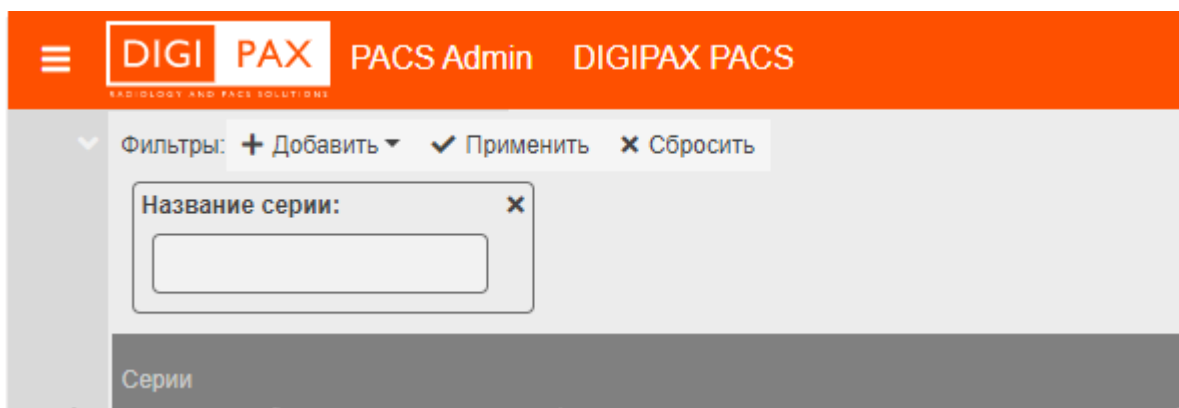 DIGI PAX PACS Admin DIGIPAX PACS
RADIOLOGY AND PACS SOLUTIONS
Фильтры: Добавить Применить Сбросить
Название серии:
Серии